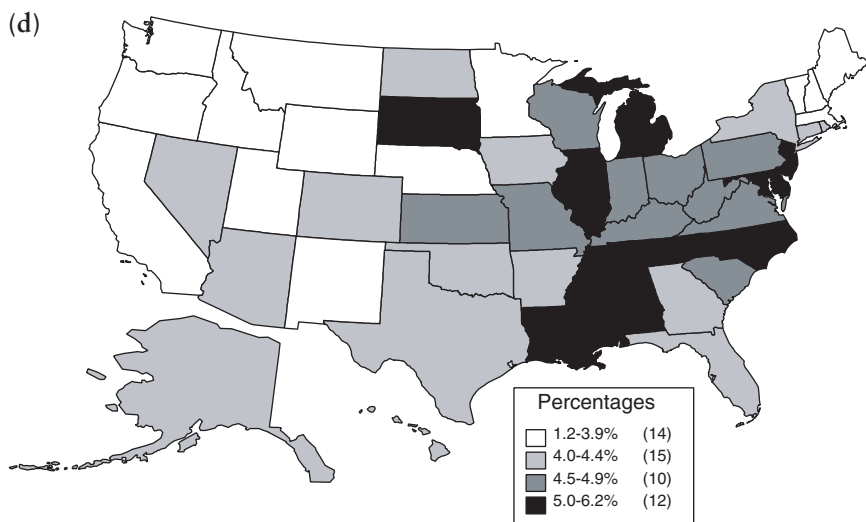 (d)
Percentages
1.2-3.9% (14)
4.0-4.4% (15)
4.5-4.9% (10)
5.0-6.2% (12)